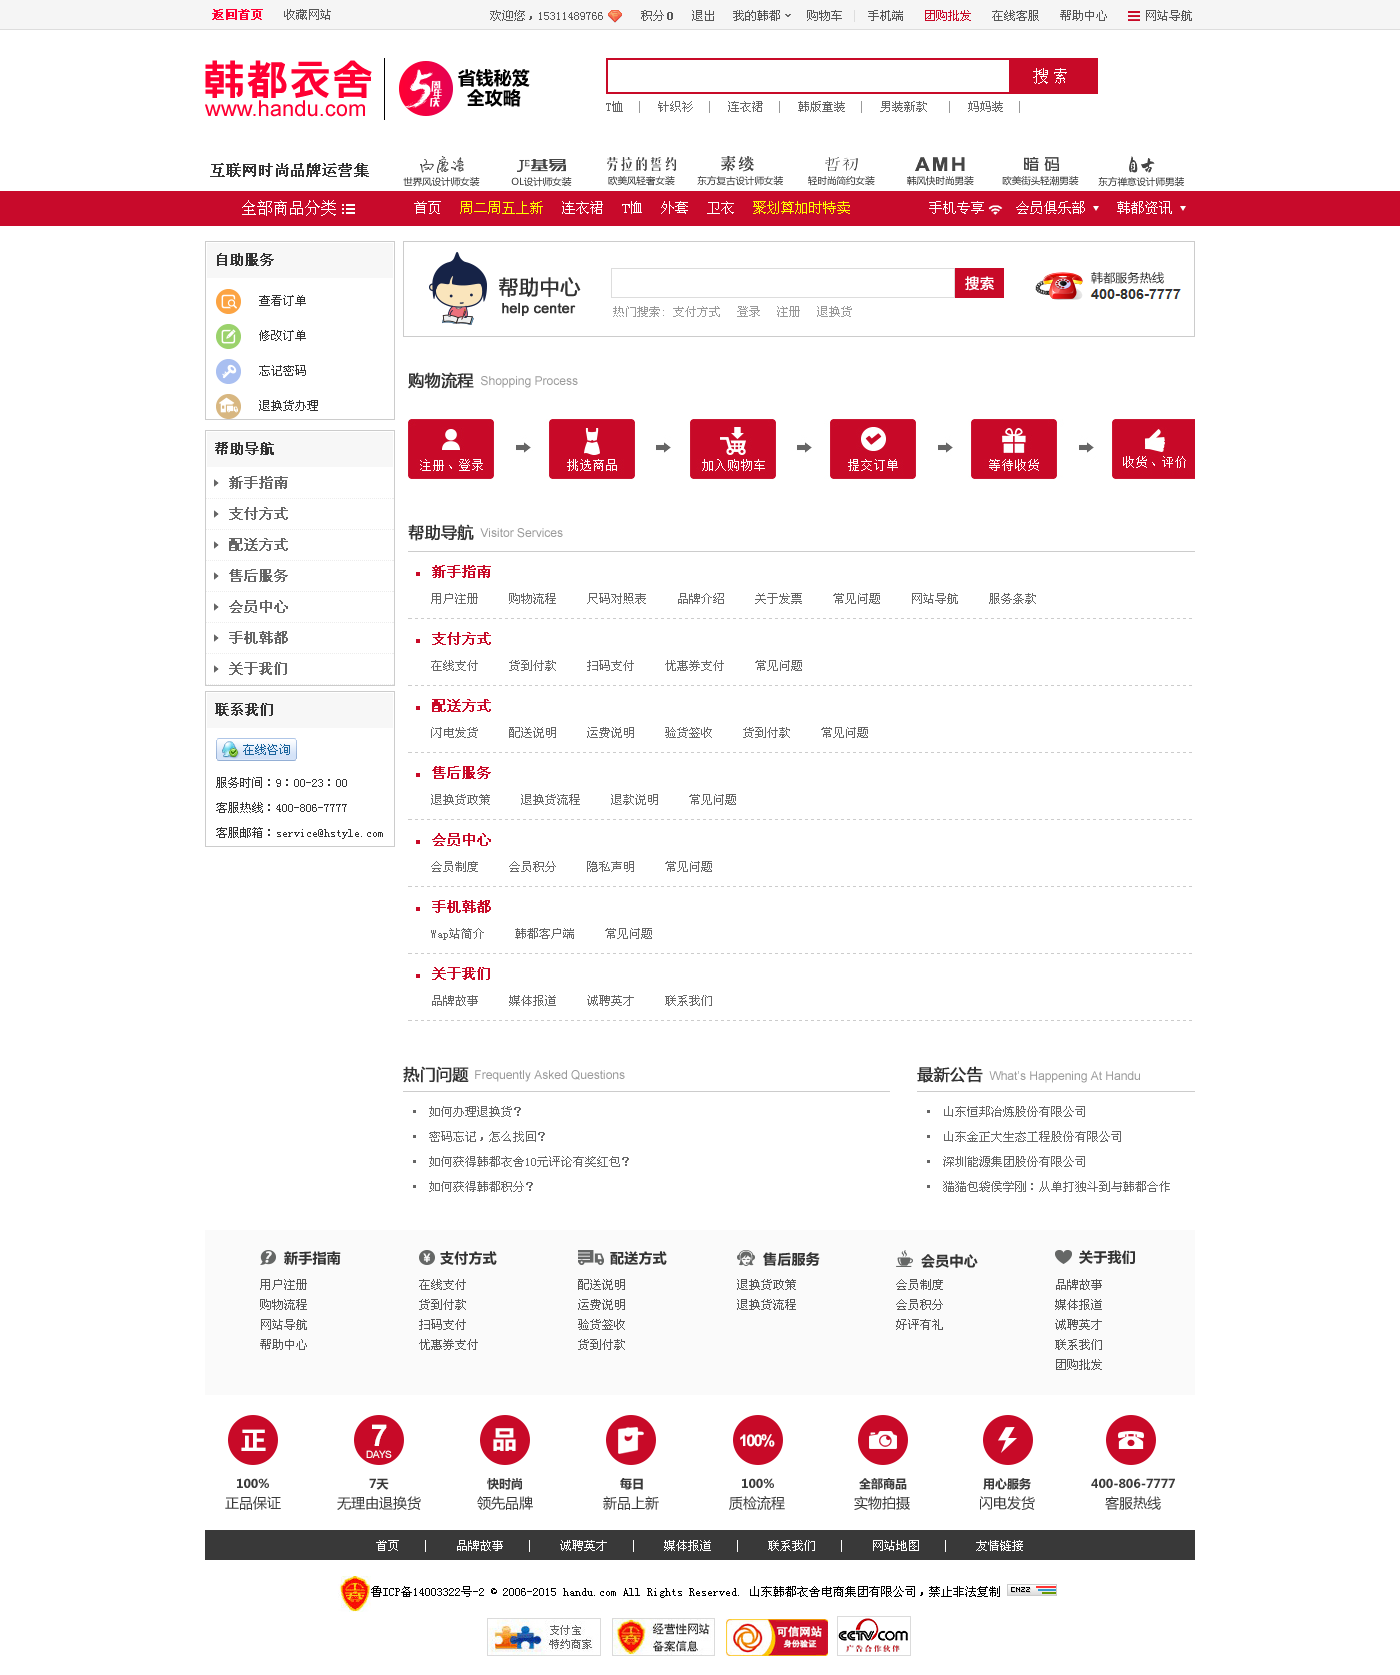 返回首页 收藏网站 欢迎您，15311489766 积分0 退出 我的韩都 购物车 手机端 团购批发 在线客服 帮助中心 网站导航
韩都衣舍 www.handu.com 5周年庆 省钱秘笈 全攻略
搜索
T恤 | 针织衫 | 连衣裙 | 韩版童装 | 男装新款 | 妈妈装 |
互联网时尚品牌运营集
尚鹿港 JF基易 劳拉的誓约 素缕 哲初 AMH 暗码 自古
世界风设计师女装 OL设计师女装 欧美风轻奢女装 东方复古设计师女装 轻时尚简约女装 韩风快时尚男装 欧美街头轻潮男装 东方禅意设计师男装
全部商品分类 首页 周二周五上新 连衣裙 T恤 外套 卫衣 聚划算加时特卖 手机专享 会员俱乐部 韩都资讯
自助服务
查看订单
修改订单
忘记密码
退换货办理
帮助导航
新手指南
支付方式
配送方式
售后服务
会员中心
手机韩都
关于我们
联系我们
在线咨询
服务时间：9：00-23：00
客服热线：400-806-7777
客服邮箱：service@hstyle.com
帮助中心
help center
搜索
热门搜索: 支付方式 登录 注册 退换货
韩都服务热线
400-806-7777
购物流程 Shopping Process
注册、登录 挑选商品 加入购物车 提交订单 等待收货 收货、评价
帮助导航 Visitor Services
新手指南
用户注册 购物流程 尺码对照表 品牌介绍 关于发票 常见问题 网站导航 服务条款
支付方式
在线支付 货到付款 扫码支付 优惠券支付 常见问题
配送方式
闪电发货 配送说明 运费说明 验货签收 货到付款 常见问题
售后服务
退换货政策 退换货流程 退款说明 常见问题
会员中心
会员制度 会员积分 隐私声明 常见问题
手机韩都
Wap站简介 韩都客户端 常见问题
关于我们
品牌故事 媒体报道 诚聘英才 联系我们
热门问题 Frequently Asked Questions
如何办理退换货？
密码忘记，怎么找回？
如何获得韩都衣舍10元评论有奖红包？
如何获得韩都积分？
最新公告 What's Happening At Handu
山东恒邦冶炼股份有限公司
山东金正大生态工程股份有限公司
深圳能源集团股份有限公司
猫猫包袋侯学刚：从单打独斗到与韩都合作
新手指南 支付方式 配送方式 售后服务 会员中心 关于我们
用户注册 在线支付 配送说明 退换货政策 会员制度 品牌故事
购物流程 货到付款 运费说明 退换货流程 会员积分 媒体报道
网站导航 扫码支付 验货签收 好评有礼 诚聘英才
帮助中心 优惠券支付 货到付款 联系我们
团购批发
正 7 DAYS 品 100%
100% 7天 快时尚 每日 100% 全部商品 用心服务 400-806-7777
正品保证 无理由退换货 领先品牌 新品上新 质检流程 实物拍摄 闪电发货 客服热线
首页 | 品牌故事 | 诚聘英才 | 媒体报道 | 联系我们 | 网站地图 | 友情链接
鲁ICP备14003322号-2 © 2006-2015 handu.com All Rights Reserved. 山东韩都衣舍电商集团有限公司，禁止非法复制 CNZZ
支付宝 特约商家
经营性网站 备案信息
可信网站 身份验证
CCTV.com 广告合作伙伴